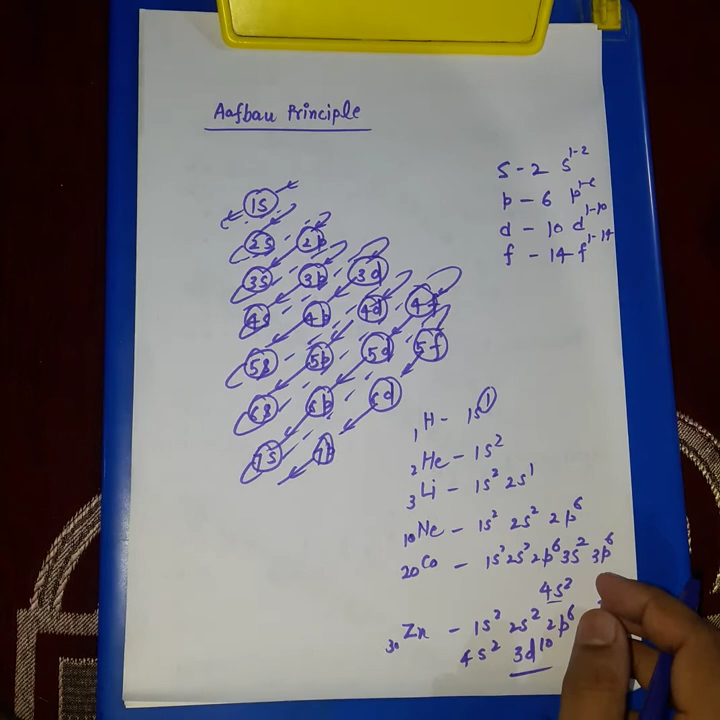 Aafbau Principle
s - 2 s¹⁻²
p - 6 p¹⁻⁶
d - 10 d¹⁻¹⁰
f - 14 f¹⁻¹⁴
1s
2s 2p
3s 3p 3d
4s 4p 4d 4f
5s 5p 5d 5f
6s 6p 6d
7s 7p
₁H - 1s¹
₂He - 1s²
₃Li - 1s² 2s¹
₁₀Ne - 1s² 2s² 2p⁶
₂₀Ca - 1s² 2s² 2p⁶ 3s² 3p⁶
4s²
₃₀Zn - 1s² 2s² 2p⁶
4s² 3d¹⁰